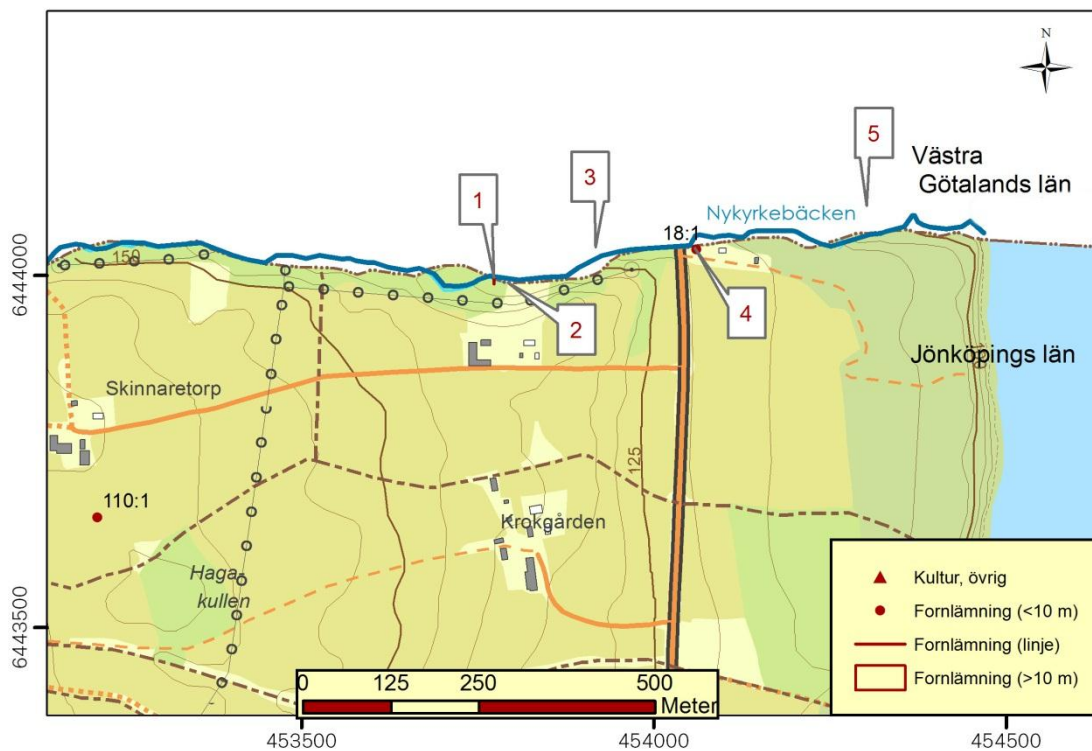 N
5
Västra
Götalands län
3
1
Nykyrkebäcken
18:1
6444000
150
2
4
Jönköpings län
Skinnaretorp
125
110:1
Krokgården
Haga-
kullen
Kultur, övrig
Fornlämning (<10 m)
Fornlämning (linje)
Fornlämning (>10 m)
6443500
0 125 250 500
Meter
453500 454000 454500